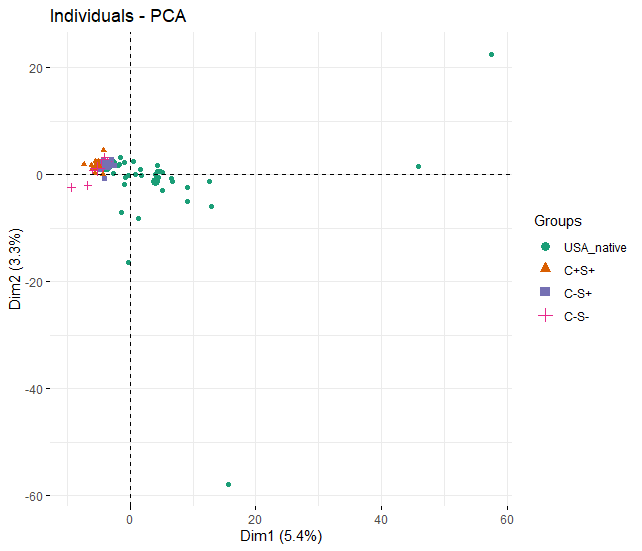 Individuals - PCA
20
0
-20
-40
-60
0
20
40
60
Dim1 (5.4%)
Dim2 (3.3%)
Groups
USA_native
C+S+
C-S+
C-S-